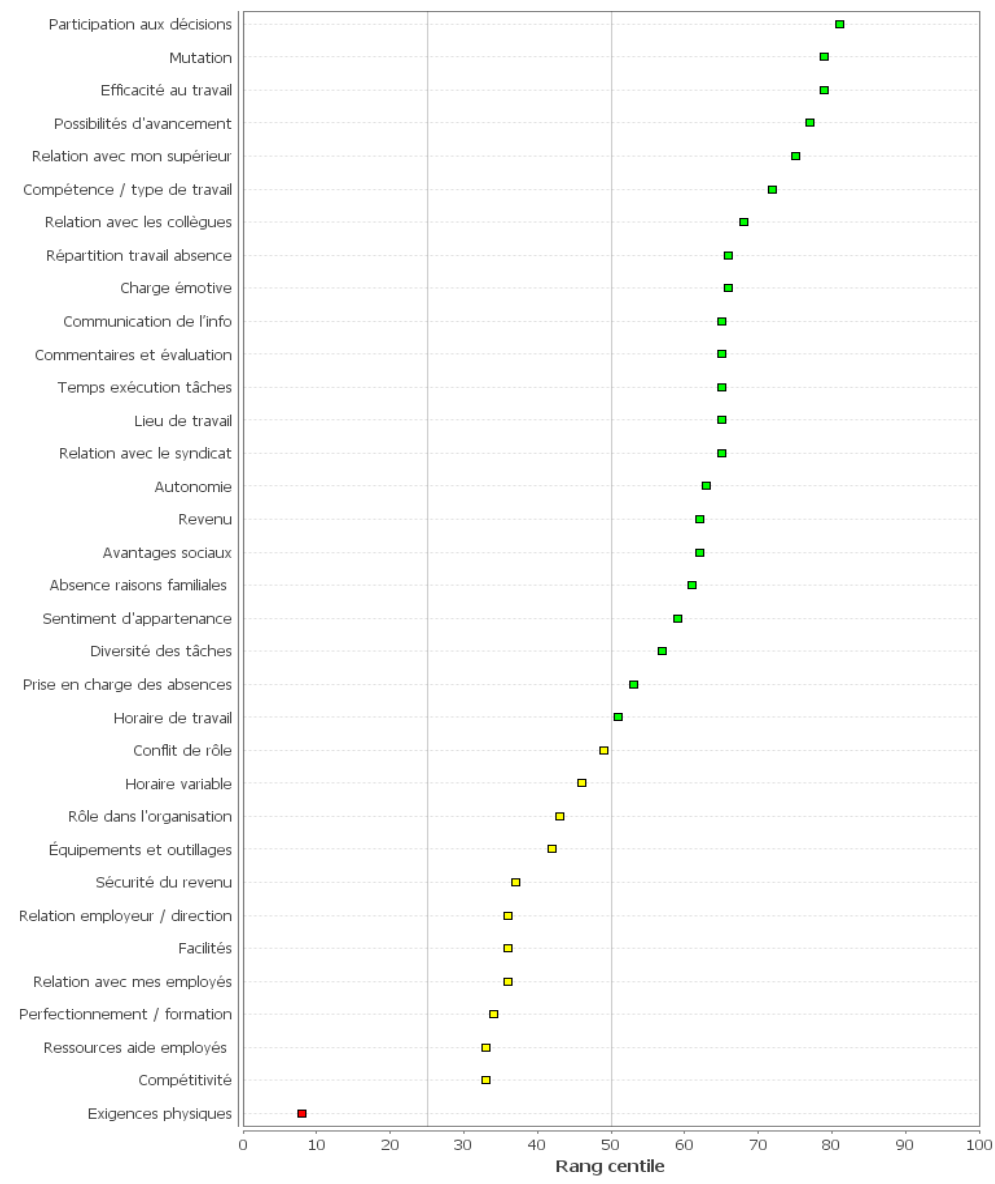 Participation aux décisions
Mutation
Efficacité au travail
Possibilités d'avancement
Relation avec mon supérieur
Compétence / type de travail
Relation avec les collègues
Répartition travail absence
Charge émotive
Communication de l'info
Commentaires et évaluation
Temps exécution tâches
Lieu de travail
Relation avec le syndicat
Autonomie
Revenu
Avantages sociaux
Absence raisons familiales
Sentiment d'appartenance
Diversité des tâches
Prise en charge des absences
Horaire de travail
Conflit de rôle
Horaire variable
Rôle dans l'organisation
Équipements et outillages
Sécurité du revenu
Relation employeur / direction
Facilités
Relation avec mes employés
Perfectionnement / formation
Ressources aide employés
Compétitivité
Exigences physiques
0 10 20 30 40 50 60 70 80 90 100
Rang centile